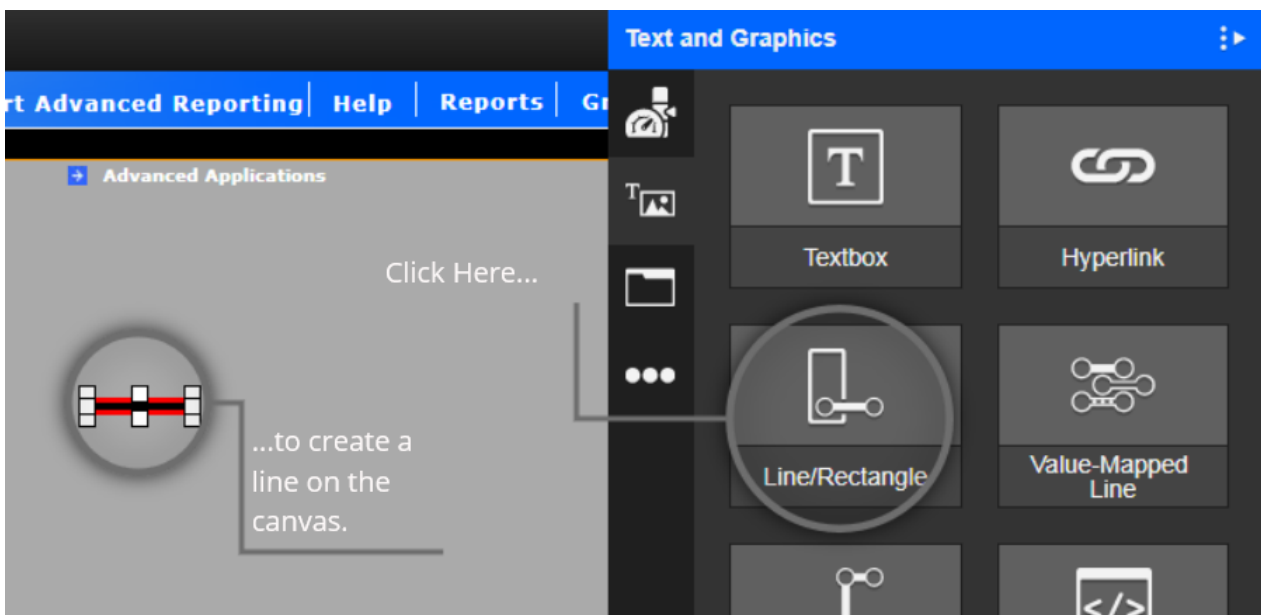 Text and Graphics
rt Advanced Reporting Help Reports Gr
Advanced Applications
T
Textbox
Hyperlink
T
Click Here...
Line/Rectangle
Value-Mapped
Line
...to create a
line on the
canvas.
</>